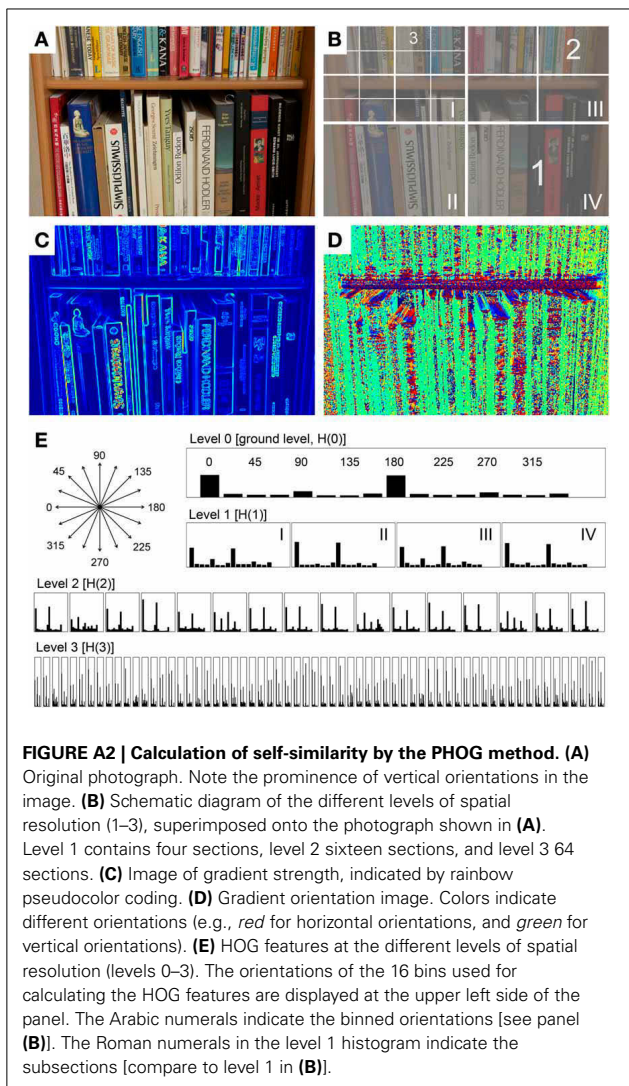 A
B
SIMPLICISSIMUS
Odilon Redon
FERDINAND HODLER
3
2
I
III
1
II
IV
C
D
FERDINAND HODLER
E
Level 0 [ground level, H(0)]
90
45
135
0
180
315
225
270
0 45 90 135 180 225 270 315
Level 1 [H(1)]
I II III IV
Level 2 [H(2)]
Level 3 [H(3)]
FIGURE A2 | Calculation of self-similarity by the PHOG method. (A)
Original photograph. Note the prominence of vertical orientations in the
image. (B) Schematic diagram of the different levels of spatial
resolution (1–3), superimposed onto the photograph shown in (A).
Level 1 contains four sections, level 2 sixteen sections, and level 3 64
sections. (C) Image of gradient strength, indicated by rainbow
pseudocolor coding. (D) Gradient orientation image. Colors indicate
different orientations (e.g., red for horizontal orientations, and green for
vertical orientations). (E) HOG features at the different levels of spatial
resolution (levels 0–3). The orientations of the 16 bins used for
calculating the HOG features are displayed at the upper left side of the
panel. The Arabic numerals indicate the binned orientations [see panel
(B)]. The Roman numerals in the level 1 histogram indicate the
subsections [compare to level 1 in (B)].